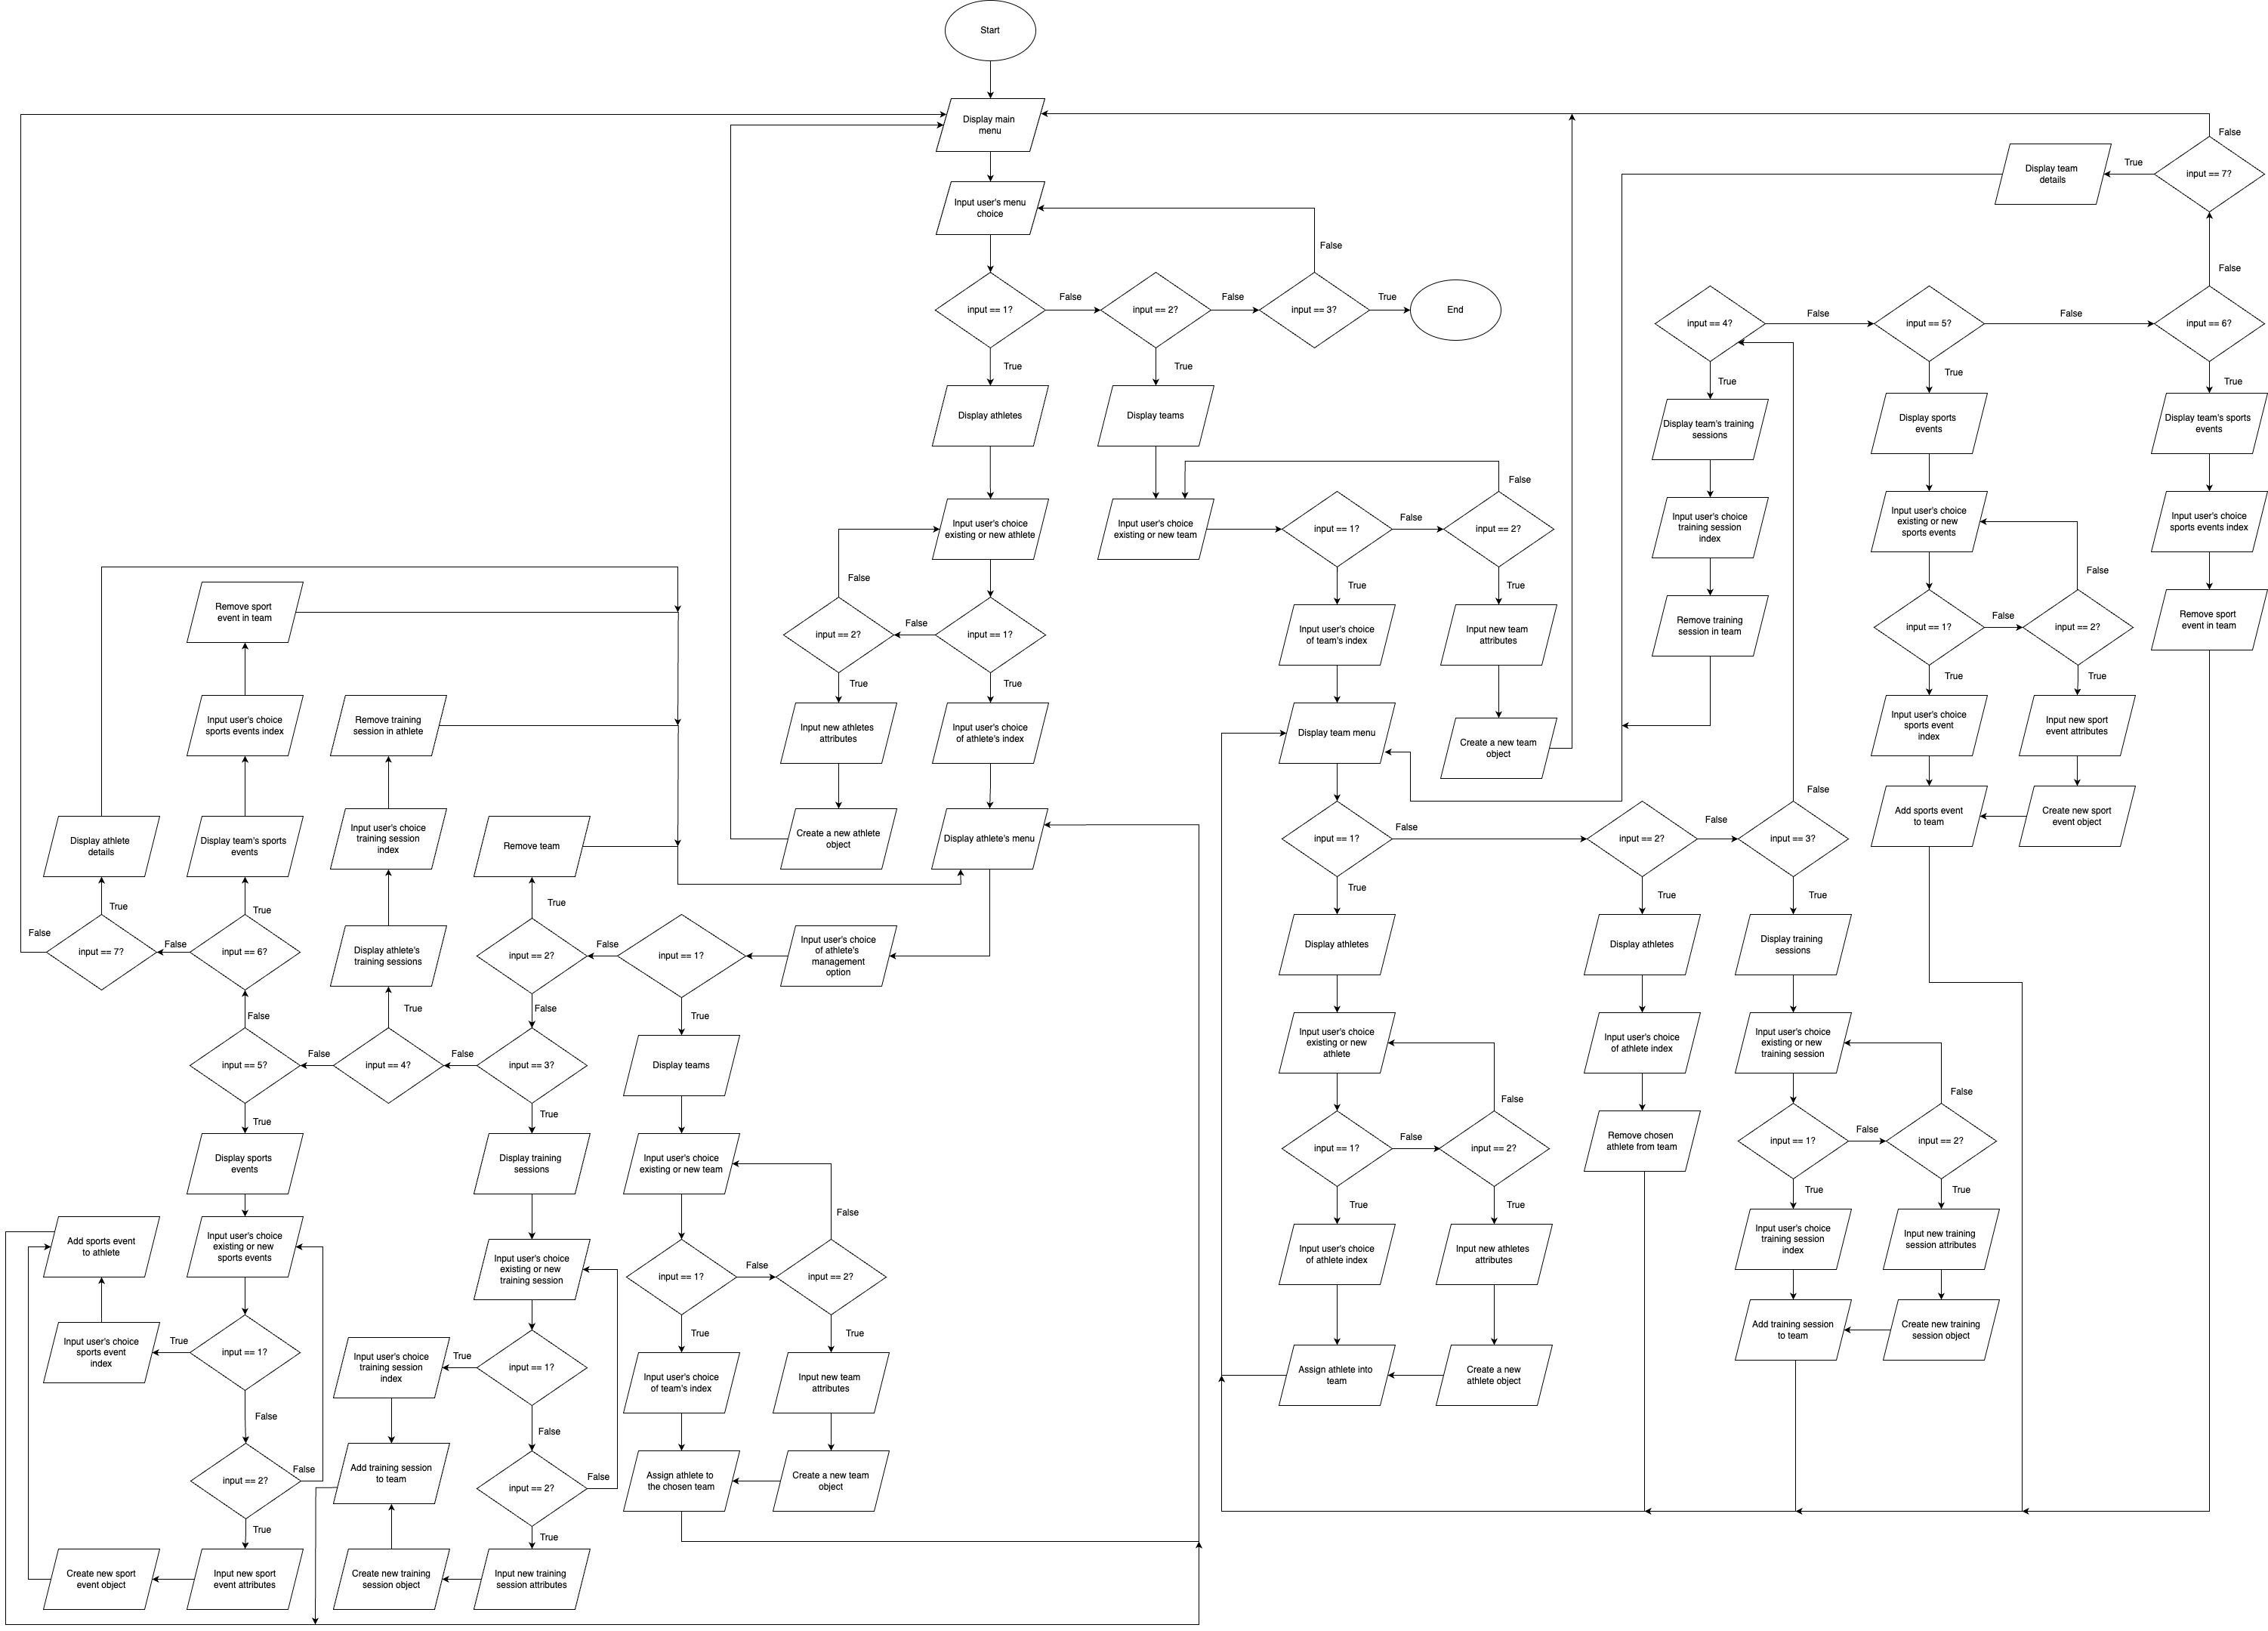 Start
Display main
menu
False
Display team
details
True
input == 7?
Input user's menu
choice
False
False
input == 1?
False
input == 2?
False
input == 3?
True
End
input == 4?
False
input == 5?
False
input == 6?
True
True
True
True
True
Display athletes
Display teams
Display team's training
sessions
Display sports
events
Display team's sports
events
False
Input user's choice
existing or new athlete
Input user's choice
existing or new team
input == 1?
False
input == 2?
Input user's choice
training session
index
Input user's choice
existing or new
sports events
Input user's choice
sports events index
False
True
True
False
Remove sport
event in team
input == 2?
False
input == 1?
Input user's choice
of team's index
Input new team
attributes
Remove training
session in team
input == 1?
False
input == 2?
Remove sport
event in team
True
True
True
True
Input user's choice
sports events index
Remove training
session in athlete
Input new athletes
attributes
Input user's choice
of athlete's index
Display team menu
Create a new team
object
Input user's choice
sports event
index
Input new sport
event attributes
False
Display athlete
details
Display team's sports
events
Input user's choice
training session
index
Remove team
Create a new athlete
object
Display athlete's menu
input == 1?
False
input == 2?
False
input == 3?
Add sports event
to team
Create new sport
event object
True
True
True
True
True
True
False
input == 7?
False
input == 6?
Display athlete's
training sessions
input == 2?
False
input == 1?
Input user's choice
of athlete's
management
option
Display athletes
Display athletes
Display training
sessions
False
True
False
True
input == 5?
False
input == 4?
False
input == 3?
Display teams
Input user's choice
existing or new
athlete
Input user's choice
of athlete index
Input user's choice
existing or new
training session
True
True
False
False
Display sports
events
Display training
sessions
Input user's choice
existing or new team
input == 1?
False
input == 2?
Remove chosen
athlete from team
input == 1?
False
input == 2?
False
True
True
True
True
Add sports event
to athlete
Input user's choice
existing or new
sports events
Input user's choice
existing or new
training session
input == 1?
False
input == 2?
Input user's choice
of athlete index
Input new athletes
attributes
Input user's choice
training session
index
Input new training
session attributes
True
True
Input user's choice
sports event
index
True
input == 1?
Input user's choice
training session
index
True
input == 1?
Input user's choice
of team's index
Input new team
attributes
Assign athlete into
team
Create a new
athlete object
Add training session
to team
Create new training
session object
False
False
input == 2?
False
Add training session
to team
input == 2?
False
Assign athlete to
the chosen team
Create a new team
object
True
True
Create new sport
event object
Input new sport
event attributes
Create new training
session object
Input new training
session attributes